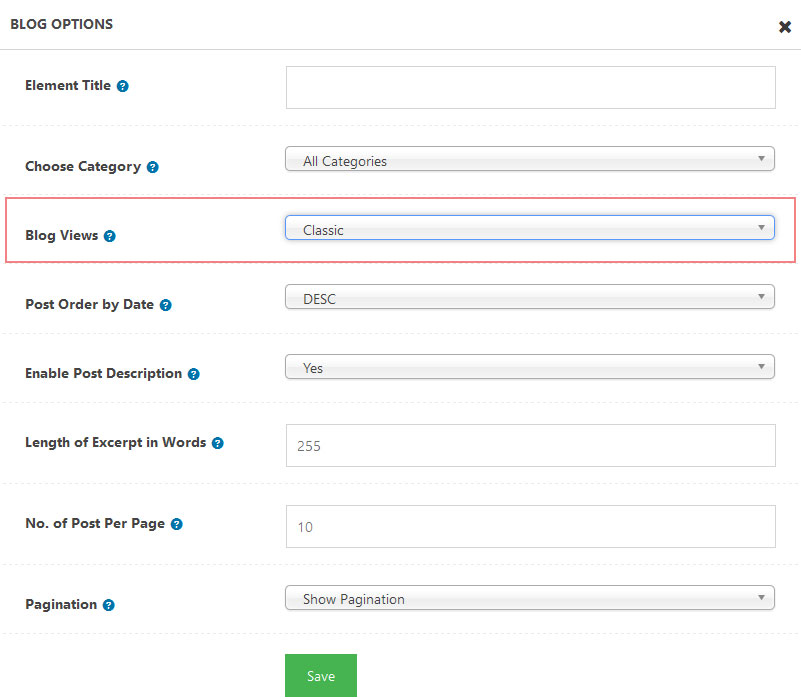 BLOG OPTIONS
Element Title
Choose Category
All Categories
Blog Views
Classic
Post Order by Date
DESC
Enable Post Description
Yes
Length of Excerpt in Words
255
No. of Post Per Page
10
Pagination
Show Pagination
Save